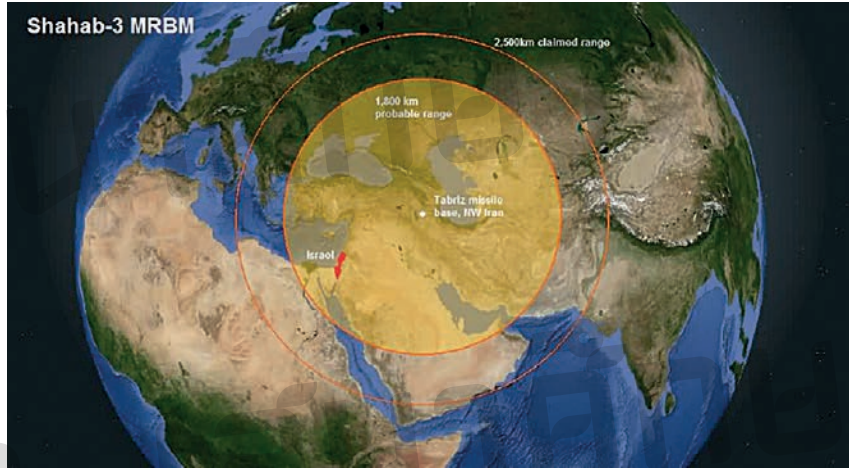 Shahab-3 MRBM
2,500km claimed range
1,800 km
probable range
Tabriz missile
base, NW Iran
Israel